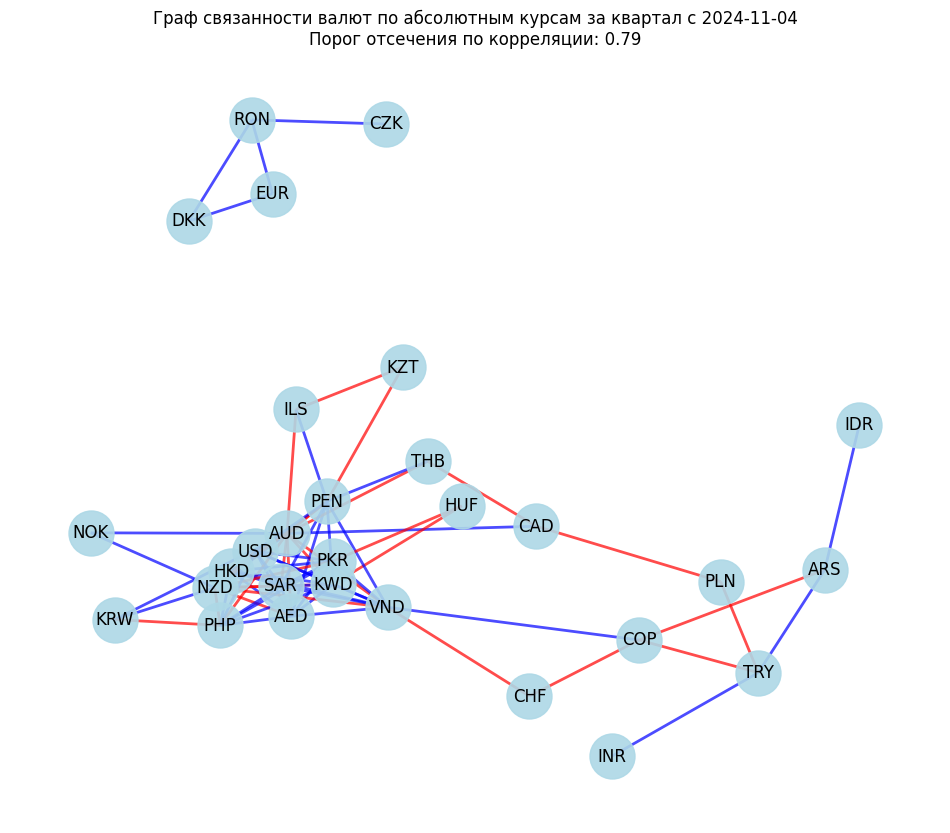 Граф связанности валют по абсолютным курсам за квартал с 2024-11-04
Порог отсечения по корреляции: 0.79
RON
CZK
EUR
DKK
KZT
ILS
IDR
THB
PEN
HUF
CAD
NOK
AUD
USD
PKR
HKD
ARS
PLN
NZD
SAR
KWD
VND
AED
KRW
PHP
COP
TRY
CHF
INR